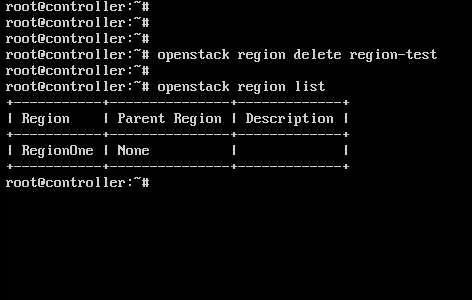 root@controller:~#
root@controller:~#
root@controller:~#
root@controller:~# openstack region delete region-test
root@controller:~#
root@controller:~# openstack region list
+-----------+---------------+-------------+
| Region    | Parent Region | Description |
+-----------+---------------+-------------+
| RegionOne | None          |             |
+-----------+---------------+-------------+
root@controller:~#